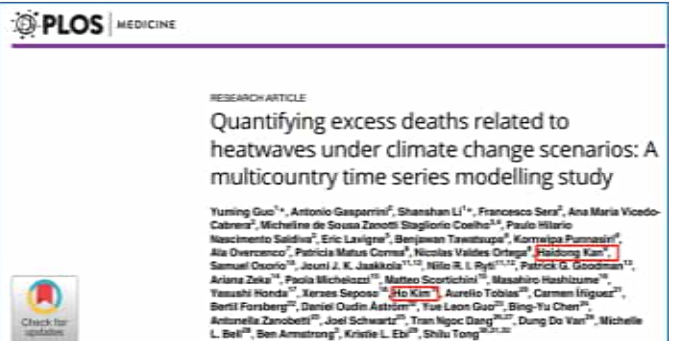 PLOS | MEDICINE
RESEARCH ARTICLE
Quantifying excess deaths related to
heatwaves under climate change scenarios: A
multicountry time series modelling study
Yuming Guo, Antonio Gasparrini, Shanshan Li, Francesco Sera, Ana Maria Vicedo-
Cabrera, Micheline de Sousa Zanotti Stagliorio Coelho, Paulo Hilario
Nascimento Saldiva, Eric Lavigne, Benjawan Tawatsupa, Kornwipa Punnasiri,
Ala Overcenco, Patricia Matus Correa, Nicolas Valdes Ortega, Haidong Kan,
Samuel Osorio, Jouni J. K. Jaakkola, Niilo R. I. Ryti, Patrick G. Goodman,
Ariana Zeka, Paola Michelozzi, Matteo Scortichini, Masahiro Hashizume,
Yasushi Honda, Xerxes Seposo, Ho Kim, Aurelio Tobias, Carmen Íñiguez,
Bertil Forsberg, Daniel Oudin Åström, Yue Leon Guo, Bing-Yu Chen,
Antonella Zanobetti, Joel Schwartz, Tran Ngoc Dang, Dung Do Van, Michelle
L. Bell, Ben Armstrong, Kristie L. Ebi, Shilu Tong
Check for
updates